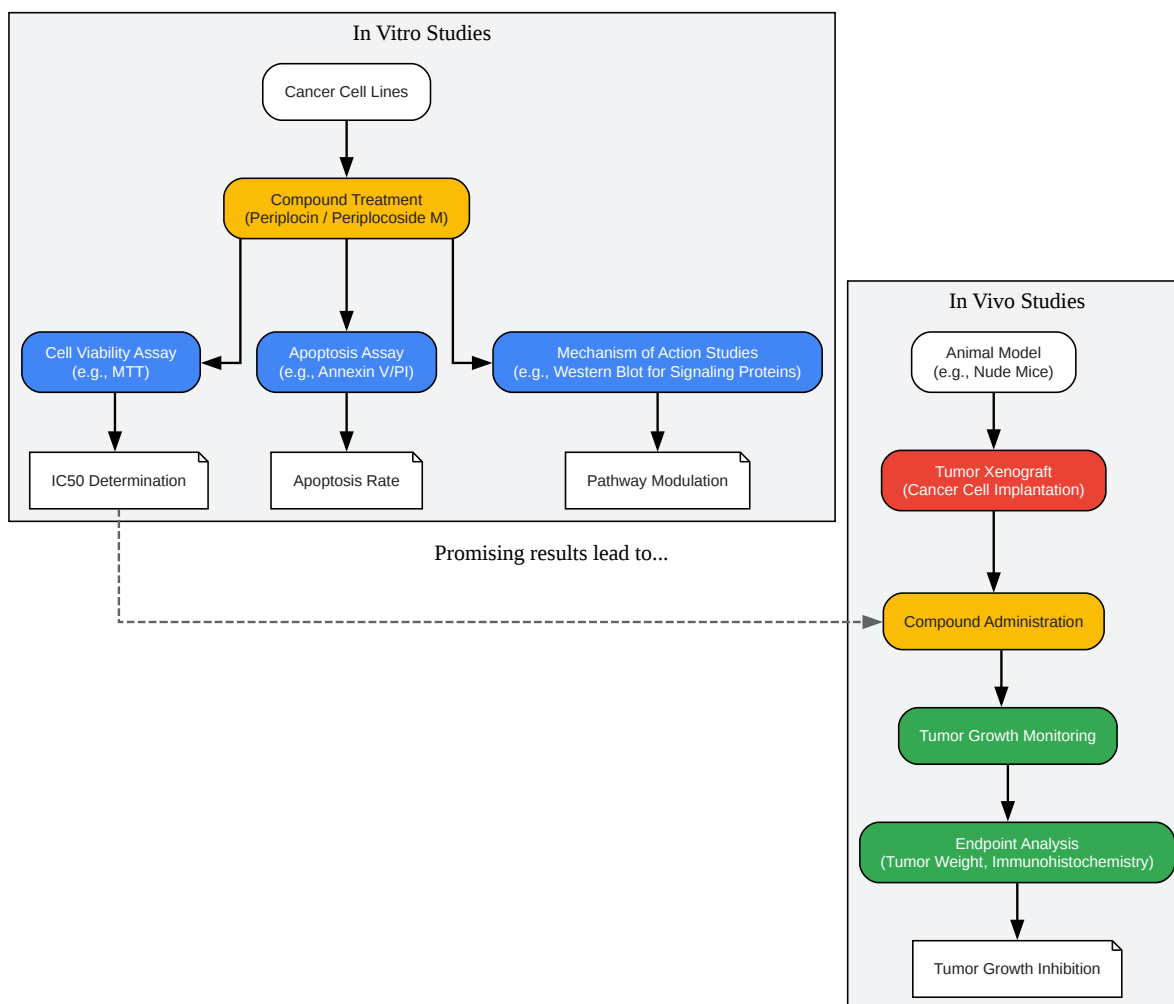 In Vitro Studies
Cancer Cell Lines
Compound Treatment
(Periplocin / Periplocoside M)
Cell Viability Assay
(e.g., MTT)
Apoptosis Assay
(e.g., Annexin V/PI)
Mechanism of Action Studies
(e.g., Western Blot for Signaling Proteins)
IC50 Determination
Apoptosis Rate
Pathway Modulation
Promising results lead to...
In Vivo Studies
Animal Model
(e.g., Nude Mice)
Tumor Xenograft
(Cancer Cell Implantation)
Compound Administration
Tumor Growth Monitoring
Endpoint Analysis
(Tumor Weight, Immunohistochemistry)
Tumor Growth Inhibition